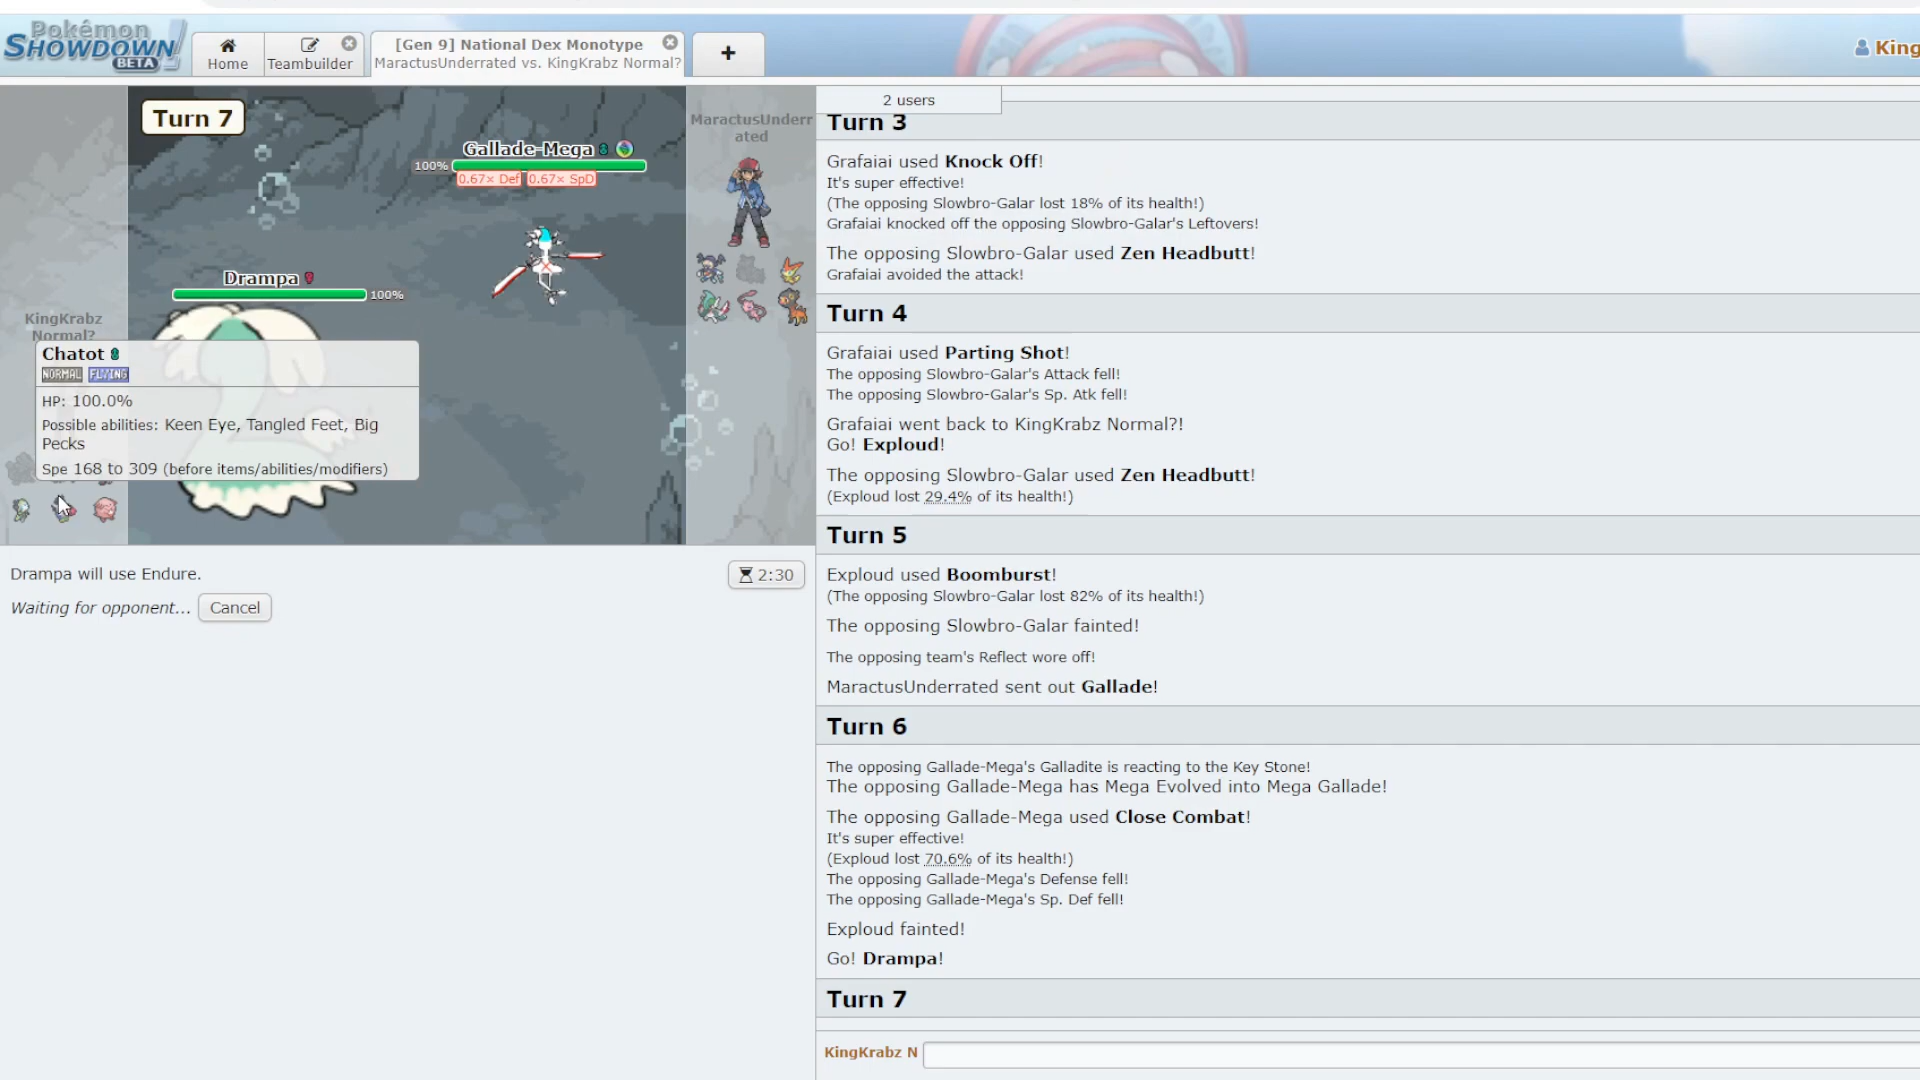 Pokémon
SHOWDOWN!
BETA
Home
Teambuilder
[Gen 9] National Dex Monotype
MaractusUnderrated vs. KingKrabz Normal?
+
King
Turn 7
Gallade-Mega
100%
0.67× Def 0.67× SpD
Drampa
100%
MaractusUnderr
ated
KingKrabz
Normal?
Chatot
NORMAL FLYING
HP: 100.0%
Possible abilities: Keen Eye, Tangled Feet, Big
Pecks
Spe 168 to 309 (before items/abilities/modifiers)
Drampa will use Endure.
2:30
Waiting for opponent...
Cancel
2 users
Turn 3
Grafaiai used Knock Off!
It's super effective!
(The opposing Slowbro-Galar lost 18% of its health!)
Grafaiai knocked off the opposing Slowbro-Galar's Leftovers!
The opposing Slowbro-Galar used Zen Headbutt!
Grafaiai avoided the attack!
Turn 4
Grafaiai used Parting Shot!
The opposing Slowbro-Galar's Attack fell!
The opposing Slowbro-Galar's Sp. Atk fell!
Grafaiai went back to KingKrabz Normal?!
Go! Exploud!
The opposing Slowbro-Galar used Zen Headbutt!
(Exploud lost 29.4% of its health!)
Turn 5
Exploud used Boomburst!
(The opposing Slowbro-Galar lost 82% of its health!)
The opposing Slowbro-Galar fainted!
The opposing team's Reflect wore off!
MaractusUnderrated sent out Gallade!
Turn 6
The opposing Gallade-Mega's Galladite is reacting to the Key Stone!
The opposing Gallade-Mega has Mega Evolved into Mega Gallade!
The opposing Gallade-Mega used Close Combat!
It's super effective!
(Exploud lost 70.6% of its health!)
The opposing Gallade-Mega's Defense fell!
The opposing Gallade-Mega's Sp. Def fell!
Exploud fainted!
Go! Drampa!
Turn 7
KingKrabz N